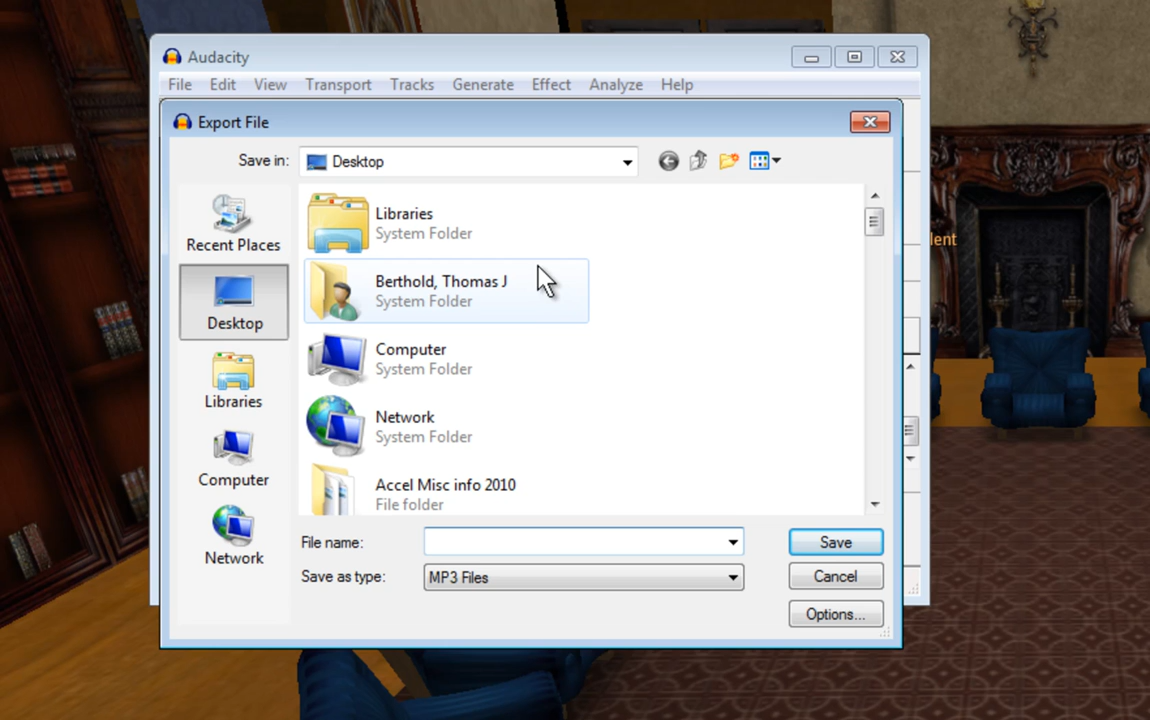 Audacity
File Edit View Transport Tracks Generate Effect Analyze Help
Export File
Save in: Desktop
Recent Places
Desktop
Libraries
Computer
Network
Libraries
System Folder
Berthold, Thomas J
System Folder
Computer
System Folder
Network
System Folder
Accel Misc info 2010
File folder
File name:
Save
Save as type: MP3 Files
Cancel
Options...
lent